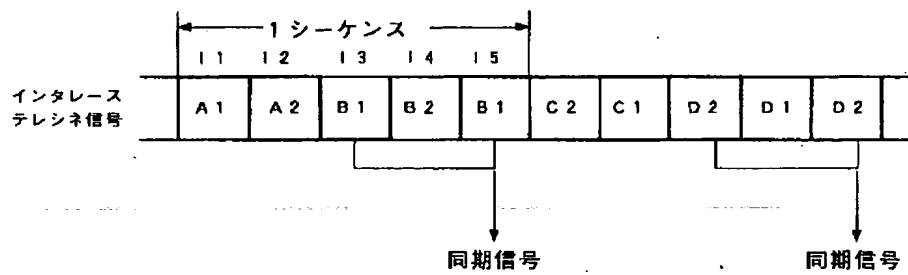 1シーケンス
I1 I2 I3 I4 I5
インタレース
テレシネ信号
A1 A2 B1 B2 B1 C2 C1 D2 D1 D2
同期信号 同期信号